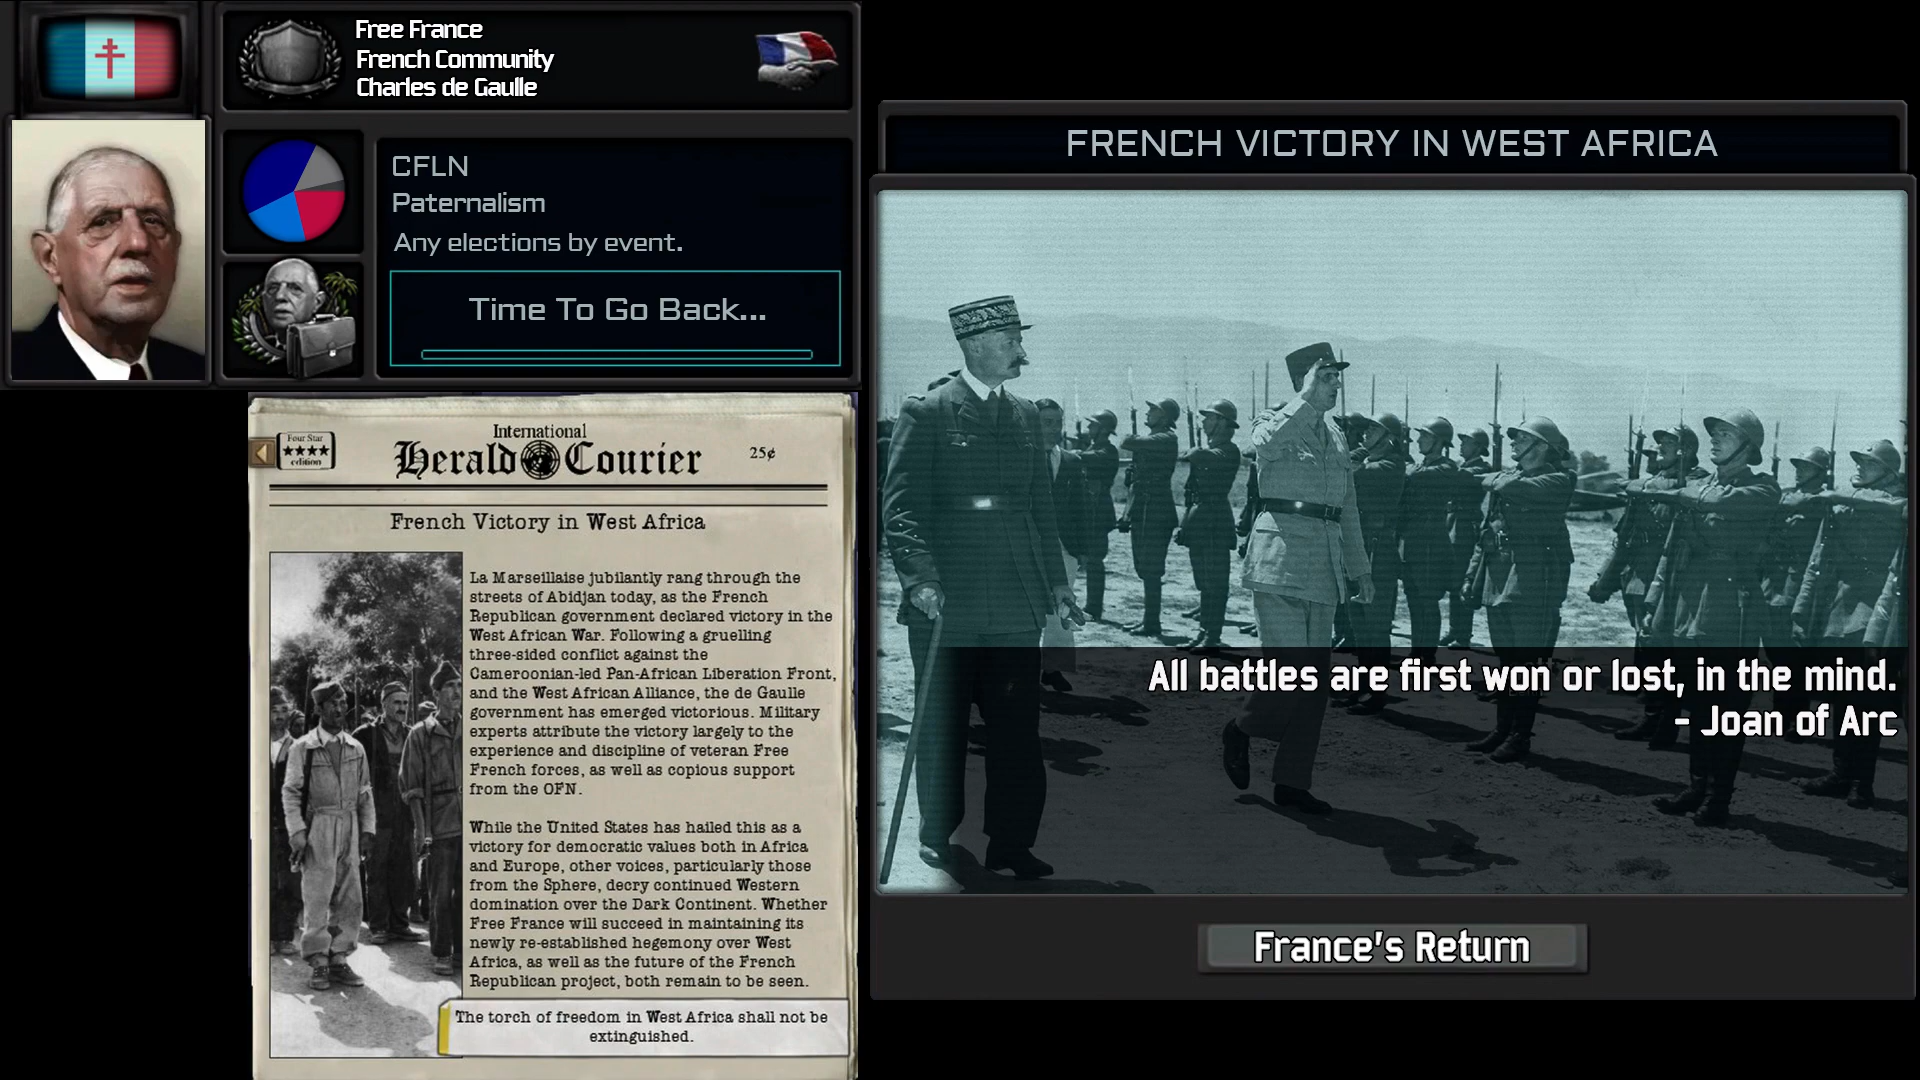 Free France
French Community
Charles de Gaulle
CFLN
Paternalism
Any elections by event.
Time To Go Back...
Four Star
★★★★
edition
International
Herald Courier
25¢
French Victory in West Africa
La Marseillaise jubilantly rang through the
streets of Abidjan today, as the French
Republican government declared victory in the
West African War. Following a gruelling
three-sided conflict against the
Cameroonian-led Pan-African Liberation Front,
and the West African Alliance, the de Gaulle
government has emerged victorious. Military
experts attribute the victory largely to the
experience and discipline of veteran Free
French forces, as well as copious support
from the OFN.
While the United States has hailed this as a
victory for democratic values both in Africa
and Europe, other voices, particularly those
from the Sphere, decry continued Western
domination over the Dark Continent. Whether
Free France will succeed in maintaining its
newly re-established hegemony over West
Africa, as well as the future of the French
Republican project, both remain to be seen.
The torch of freedom in West Africa shall not be
extinguished.
FRENCH VICTORY IN WEST AFRICA
All battles are first won or lost, in the mind.
- Joan of Arc
France's Return